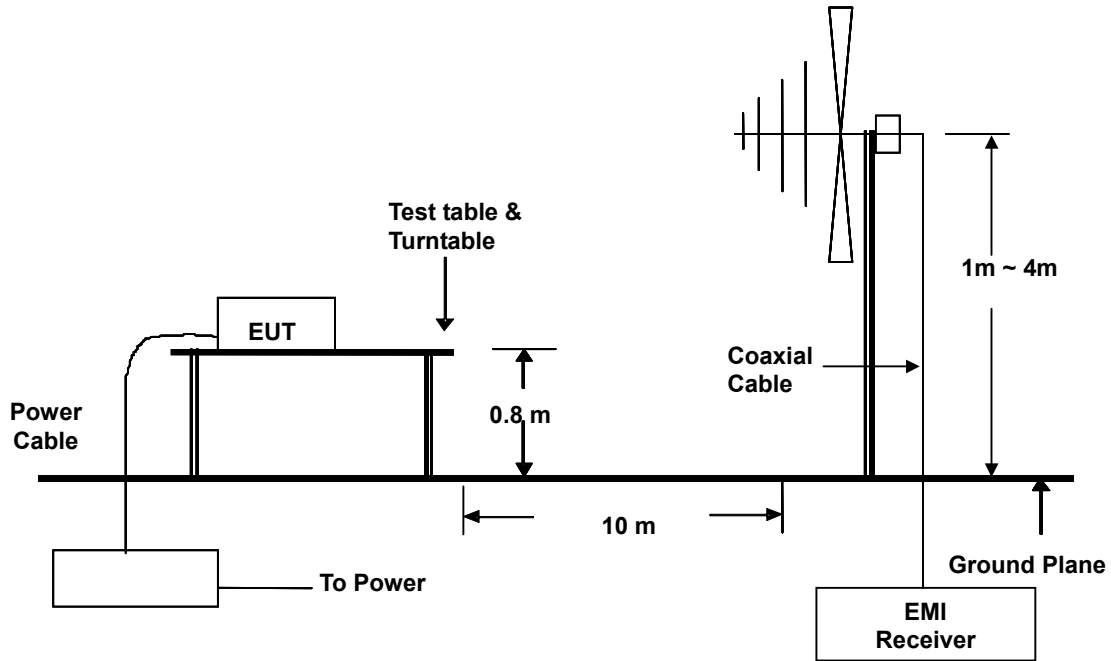 Test table &
Turntable
1m ~ 4m
EUT
Coaxial
Cable
0.8 m
Power
Cable
10 m
Ground Plane
To Power
EMI
Receiver